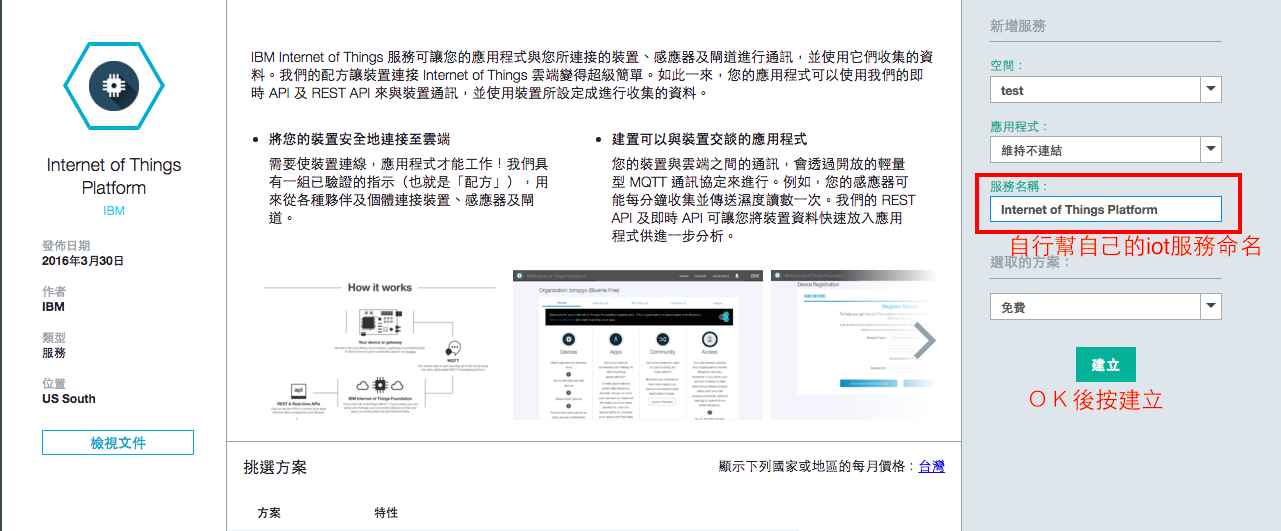 Internet of Things
Platform
IBM
發佈日期
2016年3月30日
作者
IBM
類型
服務
位置
US South
檢視文件
IBM Internet of Things 服務可讓您的應用程式與您所連接的裝置、感應器及閘道進行通訊，並使用它們收集的資
料。我們的配方讓裝置連接 Internet of Things 雲端變得超級簡單。如此一來，您的應用程式可以使用我們的即
時 API 及 REST API 來與裝置通訊，並使用裝置所設定成進行收集的資料。
將您的裝置安全地連接至雲端
需要使裝置連線，應用程式才能工作！我們具
有一組已驗證的指示（也就是「配方」），用
來從各種夥伴及個體連接裝置、感應器及閘
道。
建置可以與裝置交談的應用程式
您的裝置與雲端之間的通訊，會透過開放的輕量
型 MQTT 通訊協定來進行。例如，您的感應器可
能每分鐘收集並傳送濕度讀數一次。我們的 REST
API 及即時 API 可讓您將裝置資料快速放入應用
程式供進一步分析。
How it works
Your device or gateway
MQTT
api
REST & Real-time APIs
IBM Internet of Things Foundation
Devices
Apps
Community
Access
Device Registration
挑選方案
顯示下列國家或地區的每月價格：台灣
方案
特性
新增服務
空間：
test
應用程式：
維持不連結
服務名稱：
Internet of Things Platform
自行幫自己的iot服務命名
選取的方案：
免費
建立
ＯＫ後按建立